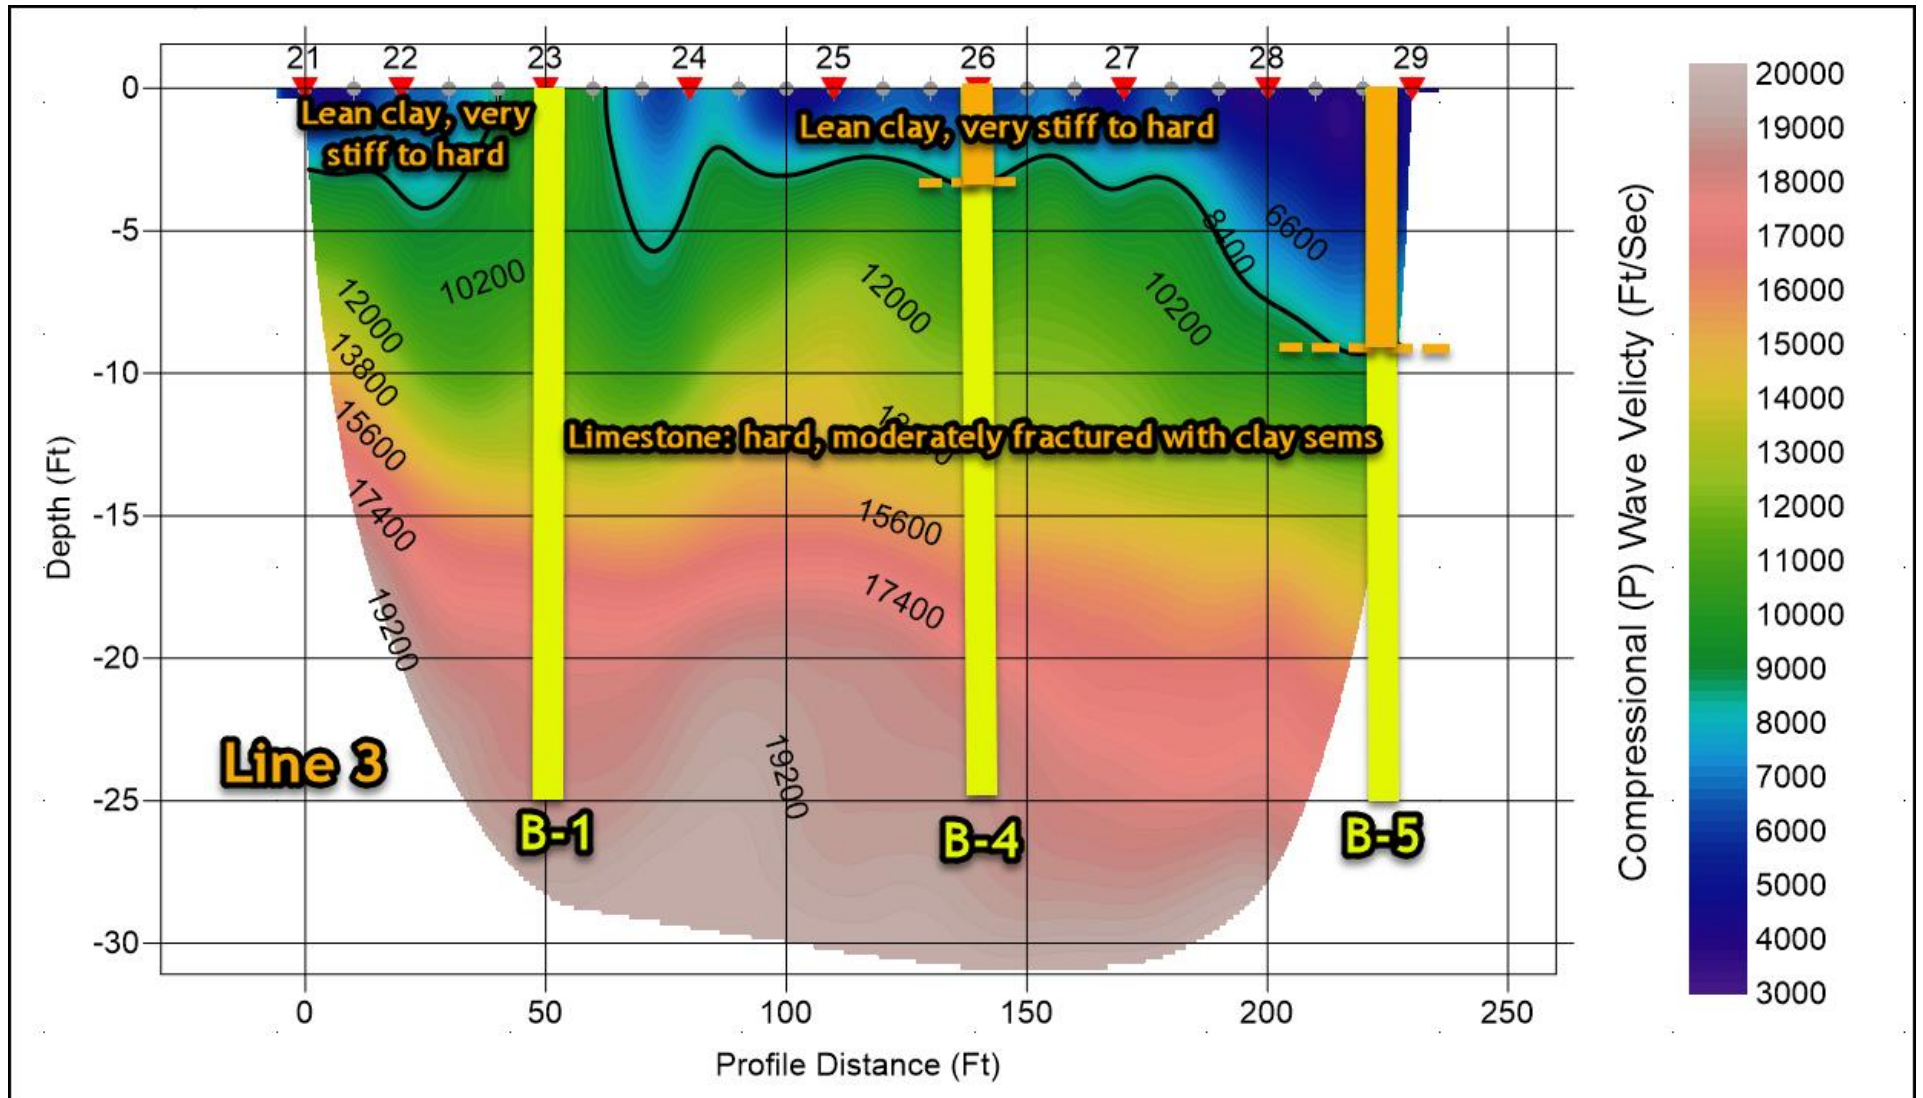 21 22 23 24 25 26 27 28 29
0
Lean clay, very
stiff to hard
Lean clay, very stiff to hard
-5
8400
6600
10200
12000
12000
10200
13800
-10
15600
Limestone: hard, moderately fractured with clay sems
17400
-15
15600
17400
19200
-20
Line 3
19200
-25
B-1
B-4
B-5
-30
0 50 100 150 200 250
Profile Distance (Ft)
Depth (Ft)
Compressional (P) Wave Velicty (Ft/Sec)
20000
19000
18000
17000
16000
15000
14000
13000
12000
11000
10000
9000
8000
7000
6000
5000
4000
3000